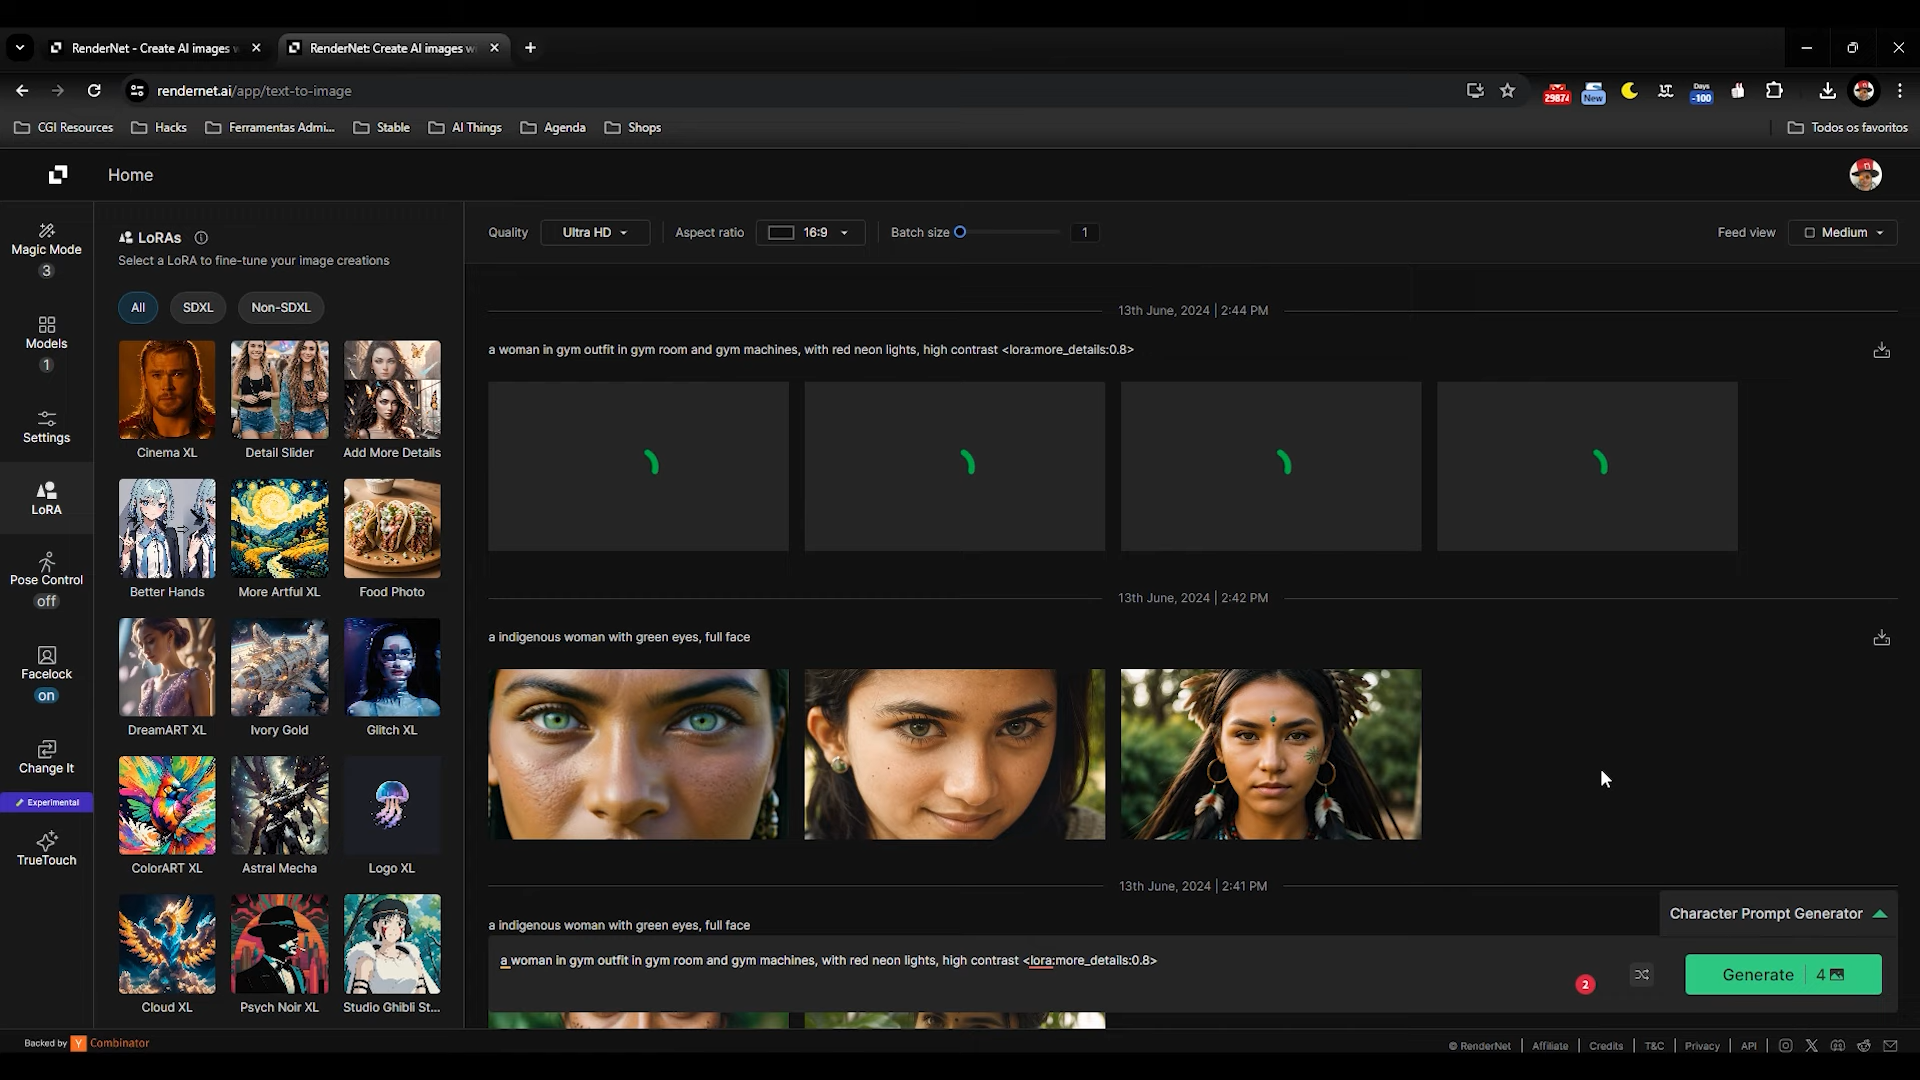 RenderNet - Create AI images w
RenderNet: Create AI images wi
rendernet.ai/app/text-to-image
29874
New
Days
-100
CGI Resources
Hacks
Ferramentas Admi...
Stable
AI Things
Agenda
Shops
Todos os favoritos
Home
Magic Mode
3
Models
1
Settings
LoRA
Pose Control
off
Facelock
on
Change It
Experimental
TrueTouch
LoRAs
Select a LoRA to fine-tune your image creations
All
SDXL
Non-SDXL
Cinema XL
Detail Slider
Add More Details
Better Hands
More Artful XL
Food Photo
DreamART XL
Ivory Gold
Glitch XL
ColorART XL
Astral Mecha
Logo XL
Cloud XL
Psych Noir XL
Studio Ghibli St...
Quality
Ultra HD
Aspect ratio
16:9
Batch size
1
Feed view
Medium
13th June, 2024 | 2:44 PM
a woman in gym outfit in gym room and gym machines, with red neon lights, high contrast <lora:more_details:0.8>
13th June, 2024 | 2:42 PM
a indigenous woman with green eyes, full face
13th June, 2024 | 2:41 PM
a indigenous woman with green eyes, full face
Character Prompt Generator
a woman in gym outfit in gym room and gym machines, with red neon lights, high contrast <lora:more_details:0.8>
2
Generate
4
Backed by Y Combinator
© RenderNet
Affiliate
Credits
T&C
Privacy
API